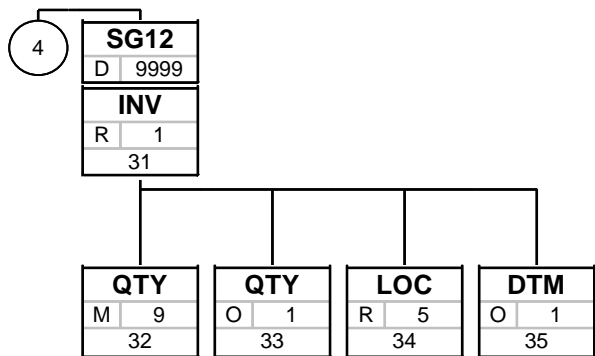 4
SG12
D 9999
INV
R 1
31
QTY QTY LOC DTM
M 9 O 1 R 5 O 1
32 33 34 35